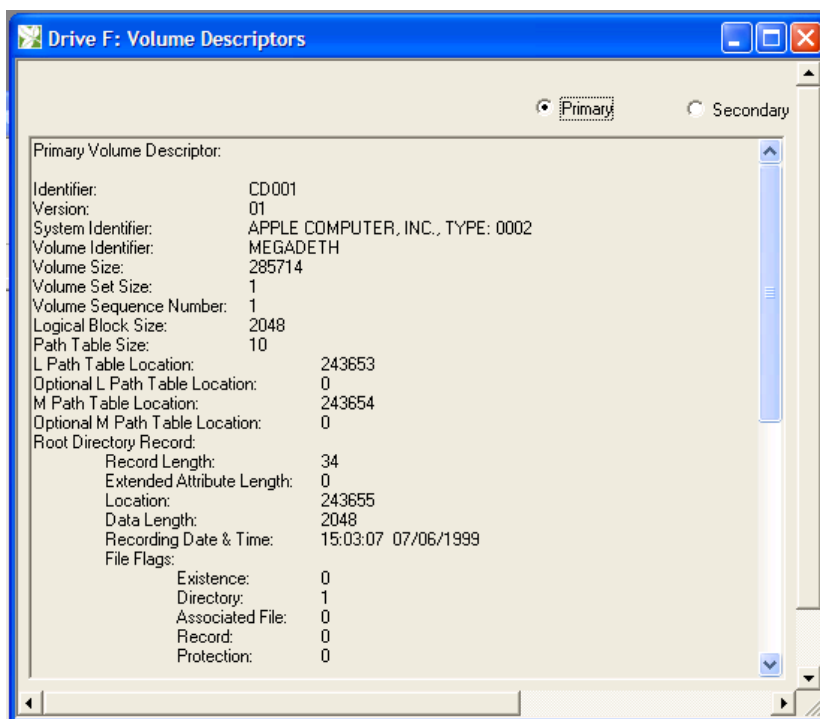 Drive F: Volume Descriptors
Primary Secondary
Primary Volume Descriptor:
Identifier: CD001
Version: 01
System Identifier: APPLE COMPUTER, INC., TYPE: 0002
Volume Identifier: MEGADETH
Volume Size: 285714
Volume Set Size: 1
Volume Sequence Number: 1
Logical Block Size: 2048
Path Table Size: 10
L Path Table Location: 243653
Optional L Path Table Location: 0
M Path Table Location: 243654
Optional M Path Table Location: 0
Root Directory Record:
Record Length: 34
Extended Attribute Length: 0
Location: 243655
Data Length: 2048
Recording Date & Time: 15:03:07 07/06/1999
File Flags:
Existence: 0
Directory: 1
Associated File: 0
Record: 0
Protection: 0